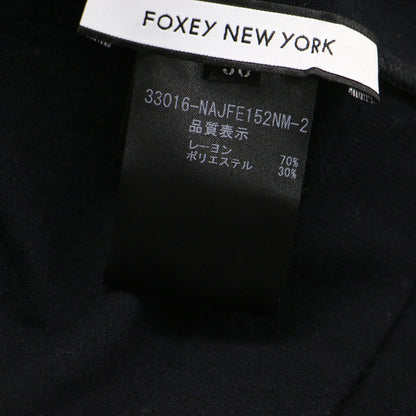 FOXEY NEW YORK
33016-NAJFE152NM-2
品質表示
レーヨン 70%
ポリエステル 30%